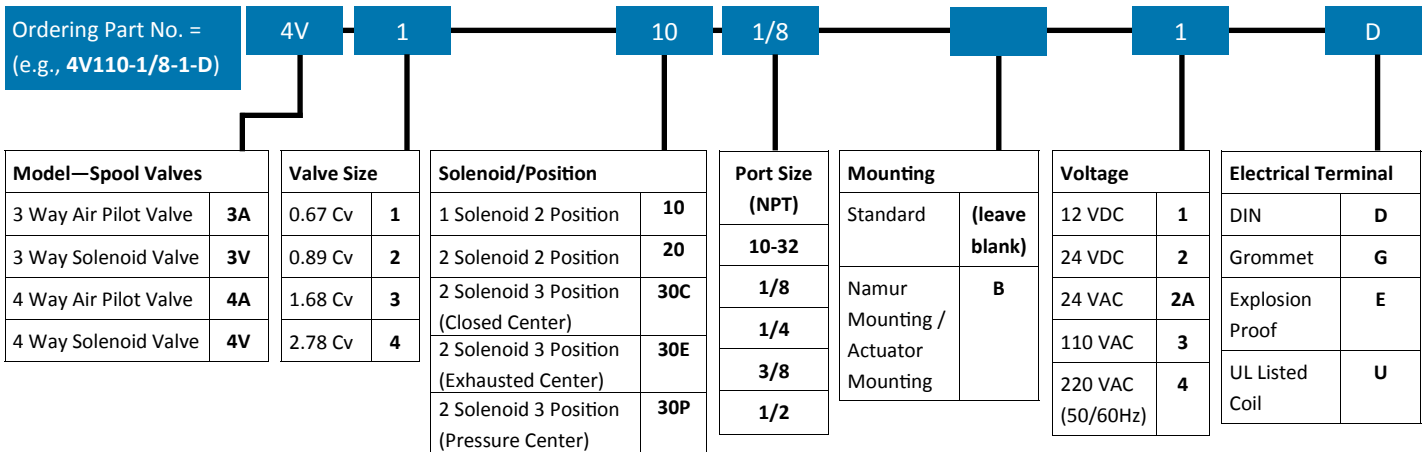 Ordering Part No. =
(e.g., 4V110-1/8-1-D)
4V
1
10
1/8
1
D
Model—Spool Valves
3 Way Air Pilot Valve 3A
3 Way Solenoid Valve 3V
4 Way Air Pilot Valve 4A
4 Way Solenoid Valve 4V
Valve Size
0.67 Cv 1
0.89 Cv 2
1.68 Cv 3
2.78 Cv 4
Solenoid/Position
1 Solenoid 2 Position 10
2 Solenoid 2 Position 20
2 Solenoid 3 Position 30C
(Closed Center)
2 Solenoid 3 Position 30E
(Exhausted Center)
2 Solenoid 3 Position 30P
(Pressure Center)
Port Size
(NPT)
10-32
1/8
1/4
3/8
1/2
Mounting
Standard (leave
blank)
Namur B
Mounting /
Actuator
Mounting
Voltage
12 VDC 1
24 VDC 2
24 VAC 2A
110 VAC 3
220 VAC 4
(50/60Hz)
Electrical Terminal
DIN D
Grommet G
Explosion E
Proof
UL Listed U
Coil